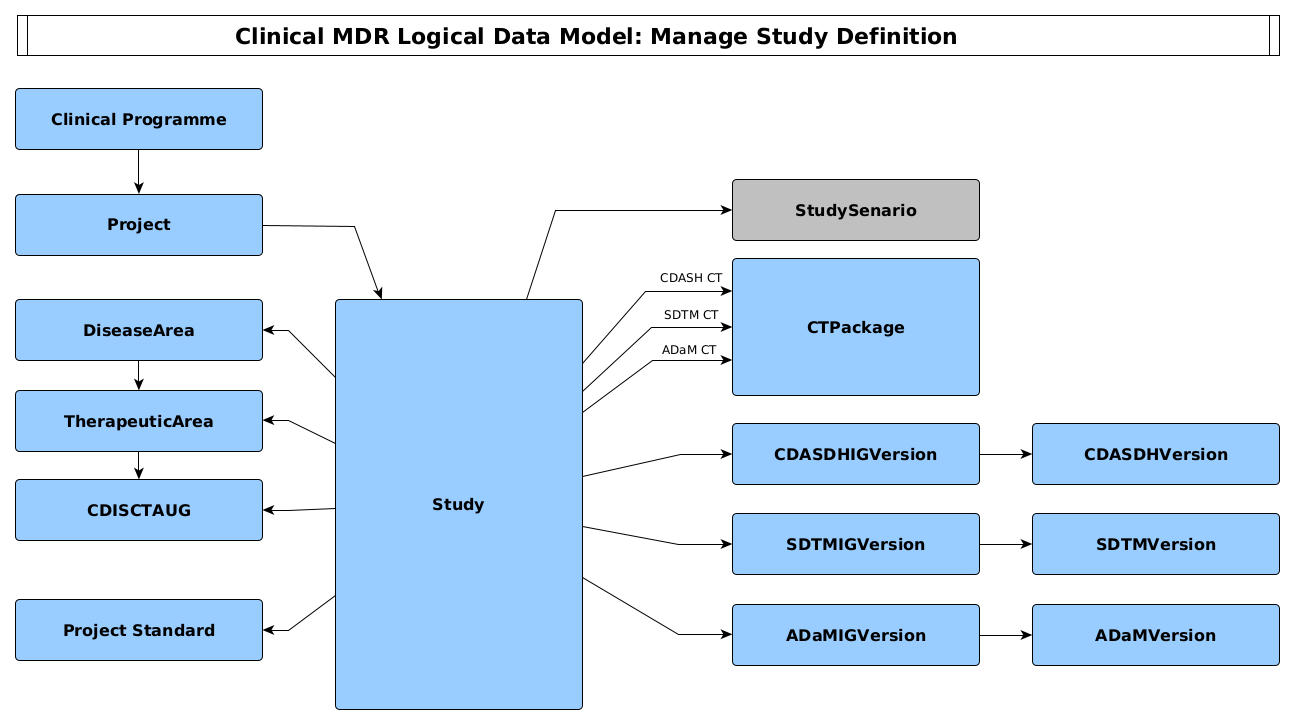 Clinical MDR Logical Data Model: Manage Study Definition
Clinical Programme
Project
StudySenario
CDASH CT
SDTM CT
ADaM CT
CTPackage
DiseaseArea
TherapeuticArea
CDISCTAUG
Project Standard
Study
CDASDHIGVersion
CDASDHVersion
SDTMIGVersion
SDTMVersion
ADaMIGVersion
ADaMVersion